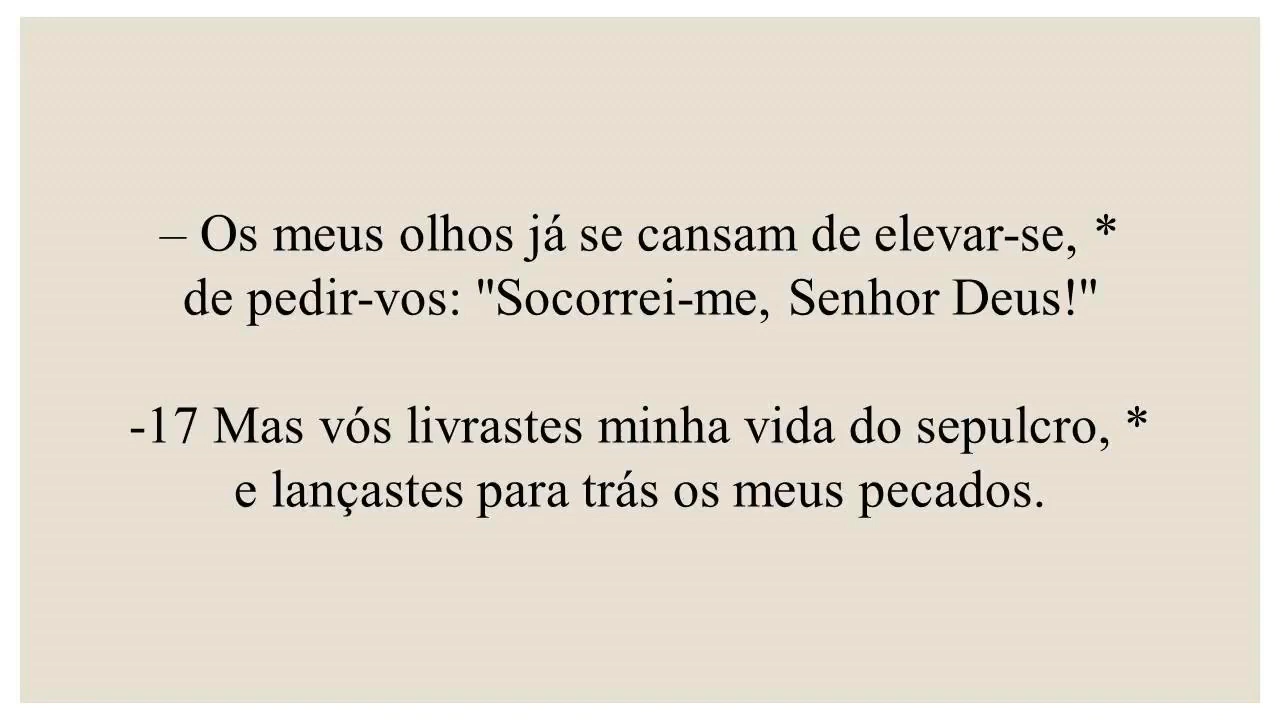 – Os meus olhos já se cansam de elevar-se, *
de pedir-vos: "Socorrei-me, Senhor Deus!"
-17 Mas vós livrastes minha vida do sepulcro, *
e lançastes para trás os meus pecados.